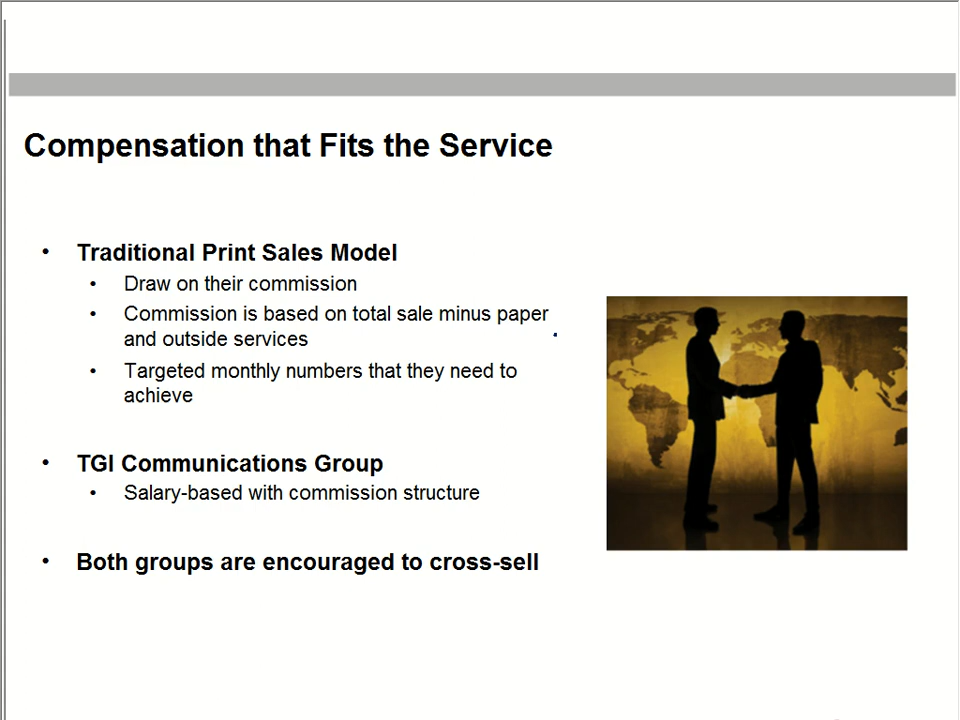 Compensation that Fits the Service
• Traditional Print Sales Model
• Draw on their commission
• Commission is based on total sale minus paper
and outside services
• Targeted monthly numbers that they need to
achieve
• TGI Communications Group
• Salary-based with commission structure
• Both groups are encouraged to cross-sell